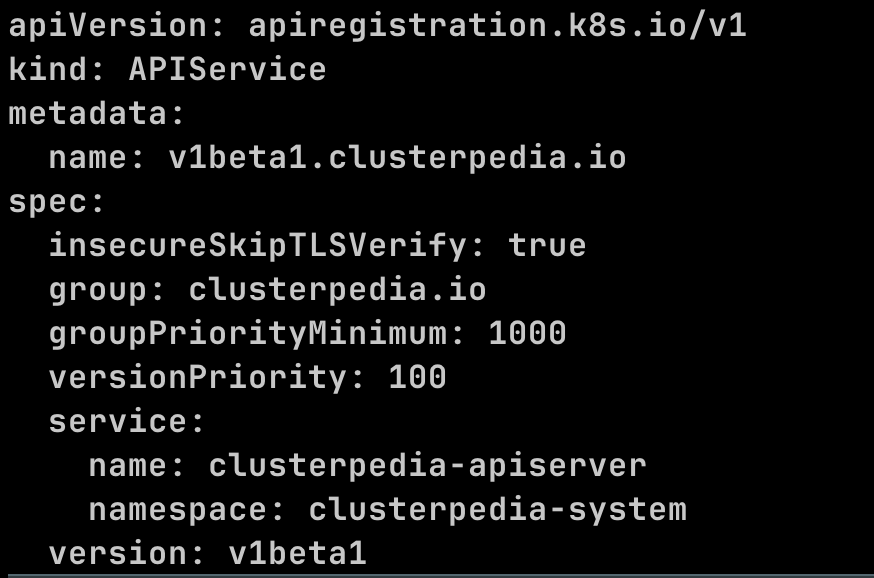 apiVersion: apiregistration.k8s.io/v1
kind: APIService
metadata:
  name: v1beta1.clusterpedia.io
spec:
  insecureSkipTLSVerify: true
  group: clusterpedia.io
  groupPriorityMinimum: 1000
  versionPriority: 100
  service:
    name: clusterpedia-apiserver
    namespace: clusterpedia-system
  version: v1beta1